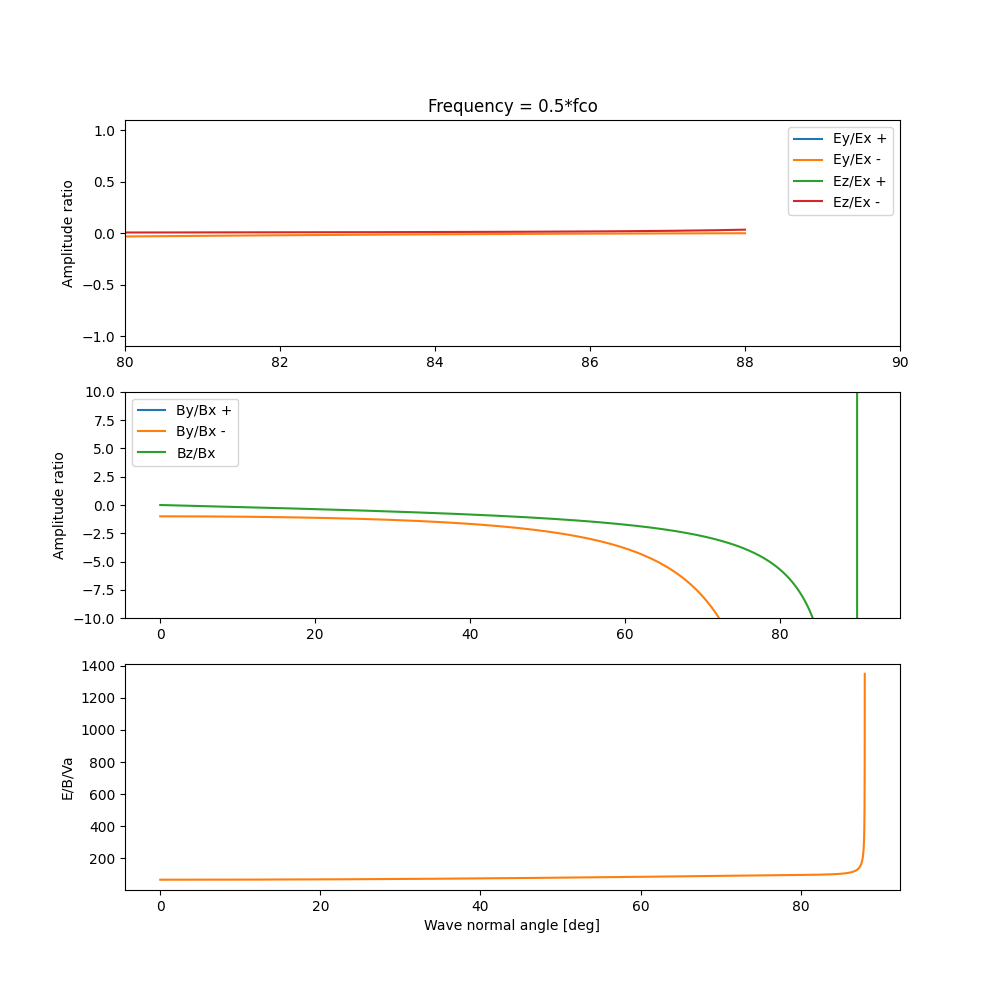 Frequency = 0.5*fco
1.0
0.5
0.0
−0.5
−1.0
Amplitude ratio
Ey/Ex +
Ey/Ex -
Ez/Ex +
Ez/Ex -
80 82 84 86 88 90
10.0
7.5
5.0
2.5
0.0
−2.5
−5.0
−7.5
−10.0
Amplitude ratio
By/Bx +
By/Bx -
Bz/Bx
0 20 40 60 80
1400
1200
1000
800
600
400
200
E/B/Va
0 20 40 60 80
Wave normal angle [deg]